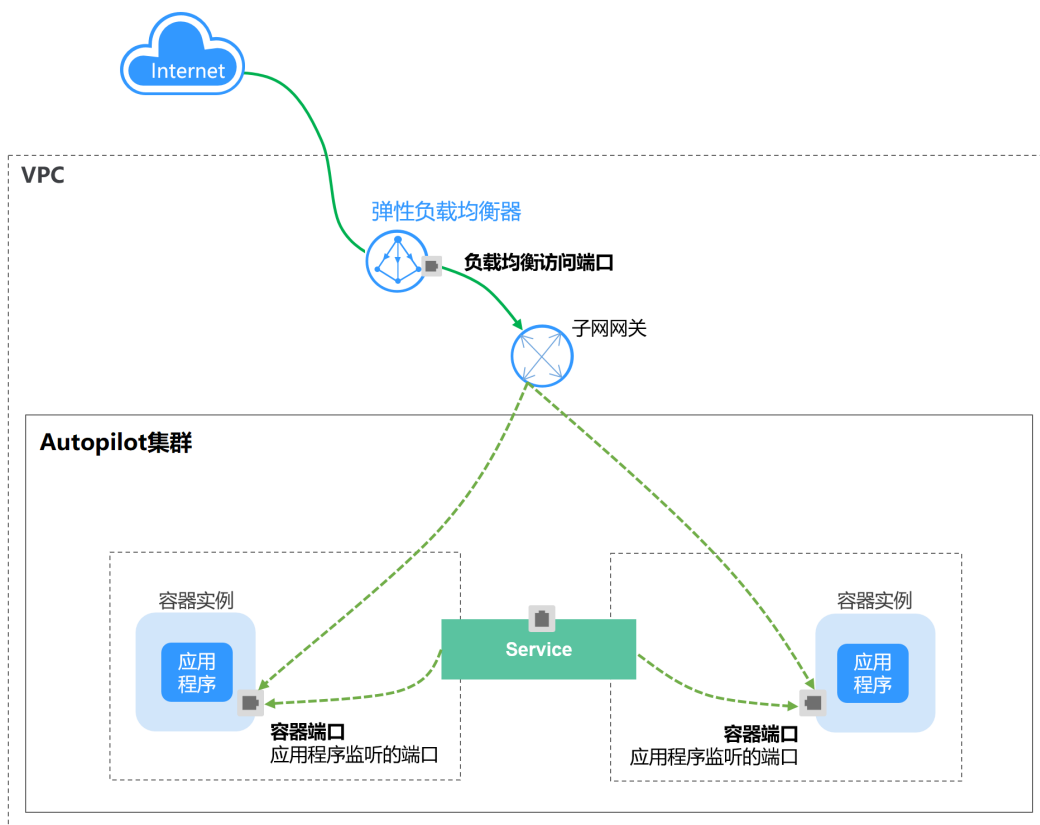 Internet
VPC
弹性负载均衡器
负载均衡访问端口
子网网关
Autopilot集群
容器实例
应用
程序
容器端口
应用程序监听的端口
Service
容器实例
应用
程序
容器端口
应用程序监听的端口